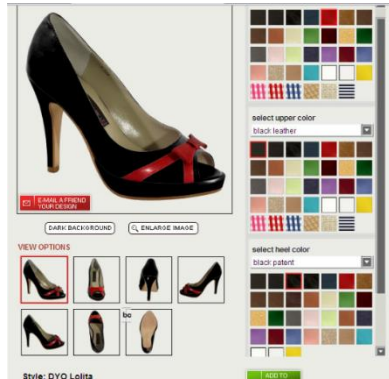 E-MAIL A FRIEND
YOUR DESIGN
DARK BACKGROUND
ENLARGE IMAGE
VIEW OPTIONS
bo
Style: DYO Lolita
select upper color
black leather
select heel color
black patent
ADD TO